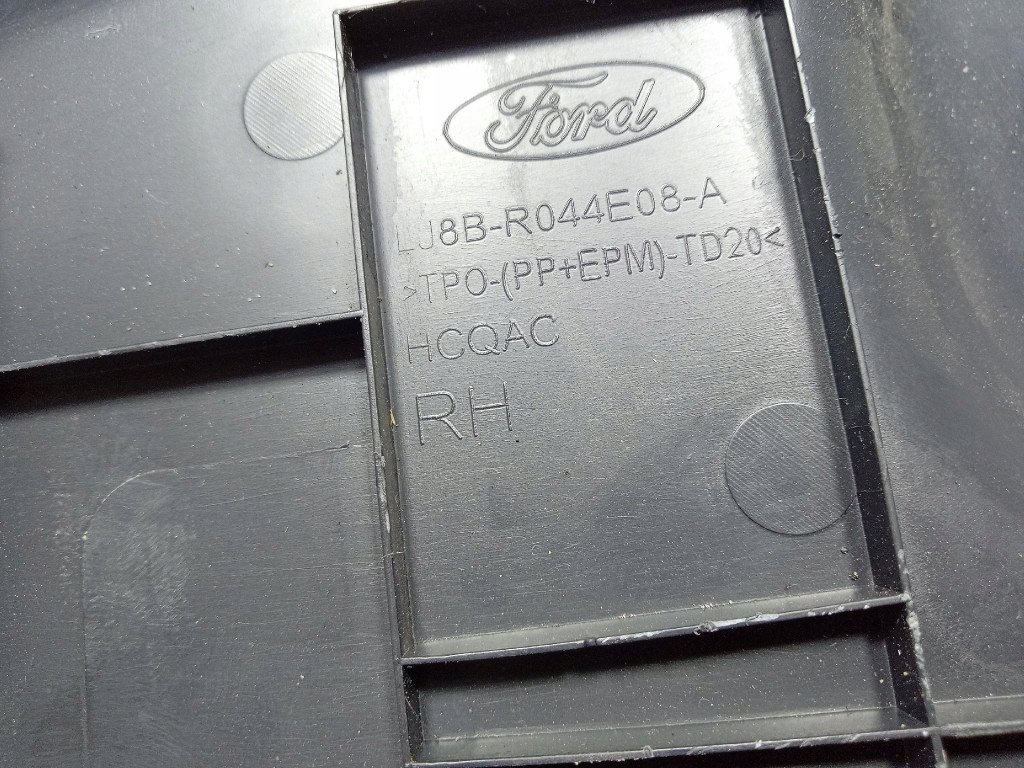 Ford
LJ8B-R044E08-A
>TPO-(PP+EPM)-TD20<
HCQAC
RH